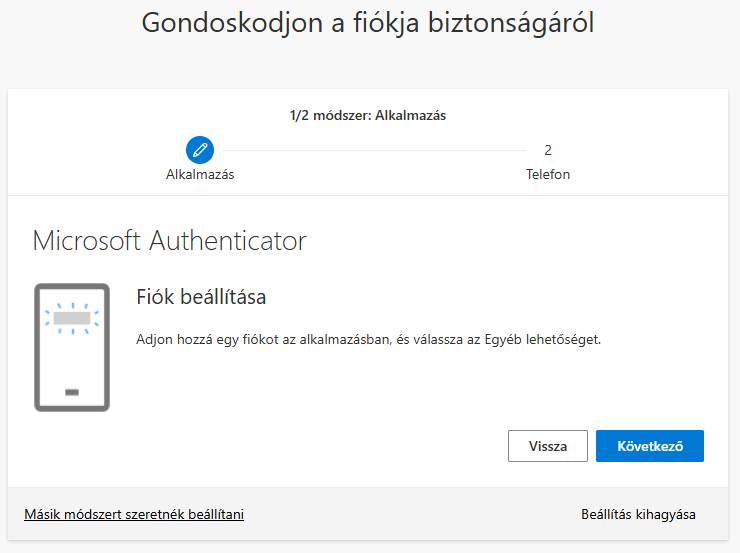 Gondoskodjon a fiókja biztonságáról
1/2 módszer: Alkalmazás
2
Alkalmazás
Telefon
Microsoft Authenticator
Fiók beállítása
Adjon hozzá egy fiókot az alkalmazásban, és válassza az Egyéb lehetőséget.
Vissza
Következő
Másik módszert szeretnék beállítani
Beállítás kihagyása